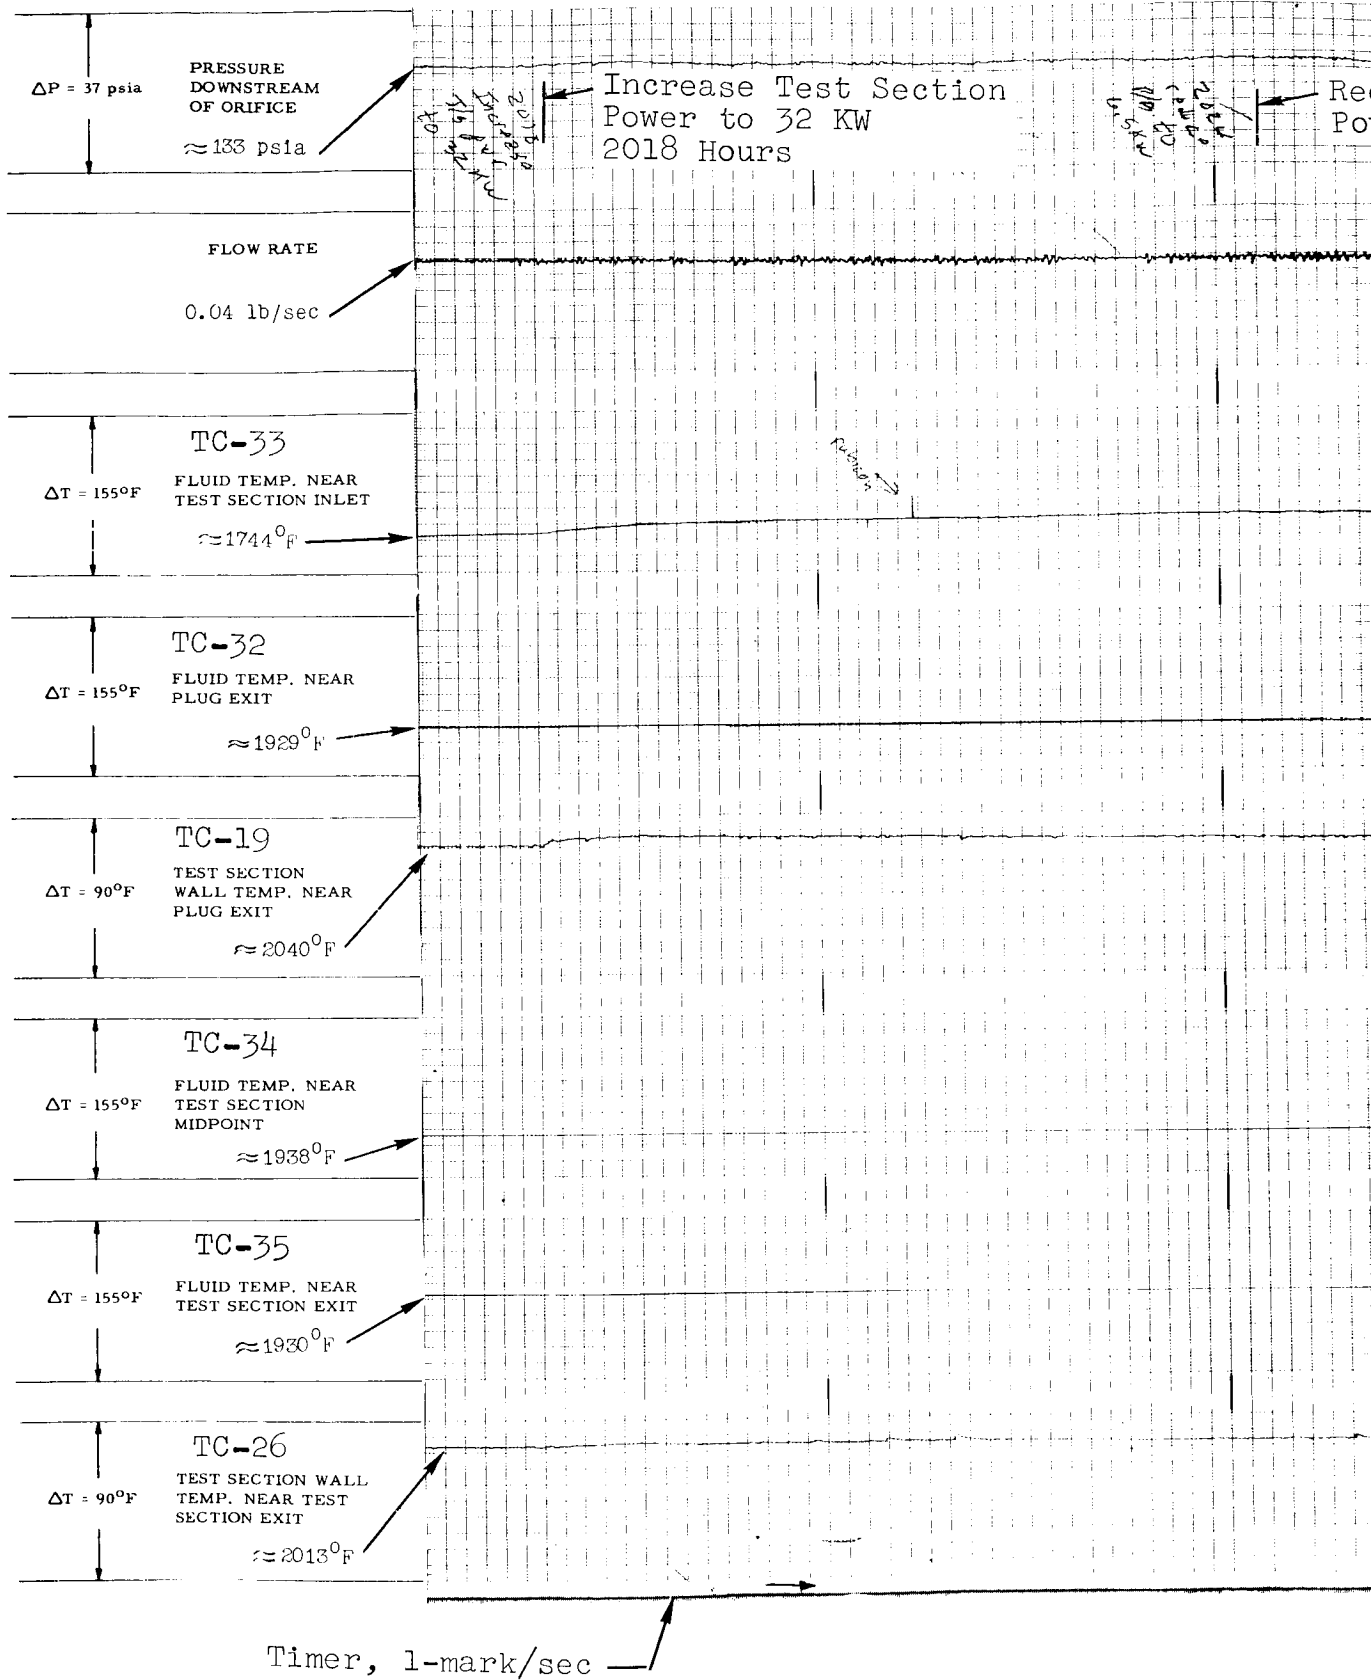 ΔP = 37 psia
PRESSURE
DOWNSTREAM
OF ORIFICE
≈133 psia
Increase Test Section
Power to 32 KW
2018 Hours
FLOW RATE
0.04 lb/sec
TC-33
ΔT = 155°F
FLUID TEMP. NEAR
TEST SECTION INLET
≈1744°F
TC-32
ΔT = 155°F
FLUID TEMP. NEAR
PLUG EXIT
≈1929°F
TC-19
ΔT = 90°F
TEST SECTION
WALL TEMP. NEAR
PLUG EXIT
≈2040°F
TC-34
ΔT = 155°F
FLUID TEMP. NEAR
TEST SECTION
MIDPOINT
≈1938°F
TC-35
ΔT = 155°F
FLUID TEMP. NEAR
TEST SECTION EXIT
≈1930°F
TC-26
ΔT = 90°F
TEST SECTION WALL
TEMP. NEAR TEST
SECTION EXIT
≈2013°F
Timer, 1-mark/sec